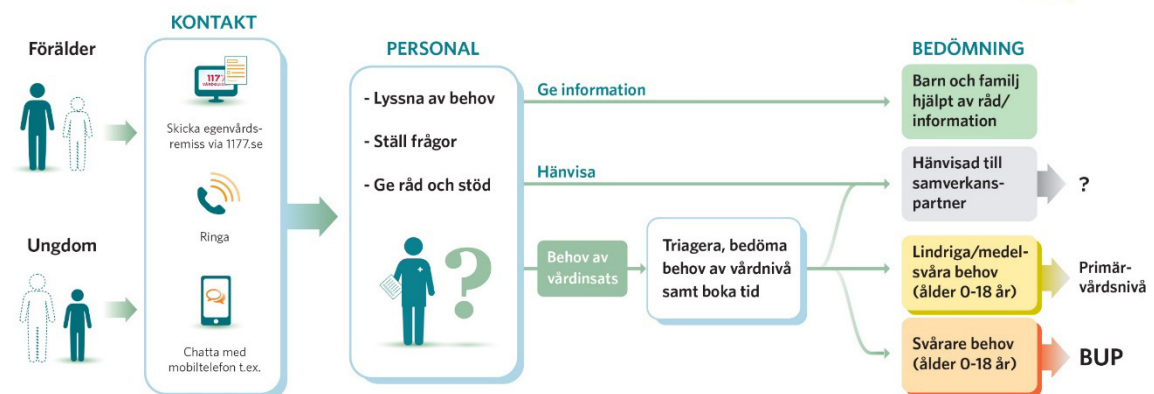 Förälder
Ungdom
KONTAKT
1177
VÅRDGUIDEN
Skicka egenvårds-
remiss via 1177.se
Ringa
Chatta med
mobiltelefon t.ex.
PERSONAL
- Lyssna av behov
- Ställ frågor
- Ge råd och stöd
?
Ge information
Hänvisa
Behov av
vårdinsats
Triagera, bedöma
behov av vårdnivå
samt boka tid
BEDÖMNING
Barn och familj
hjälpt av råd/
information
Hänvisad till
samverkans-
partner
?
Lindriga/medel-
svåra behov
(ålder 0-18 år)
Primär-
vårdsnivå
Svårare behov
(ålder 0-18 år)
BUP